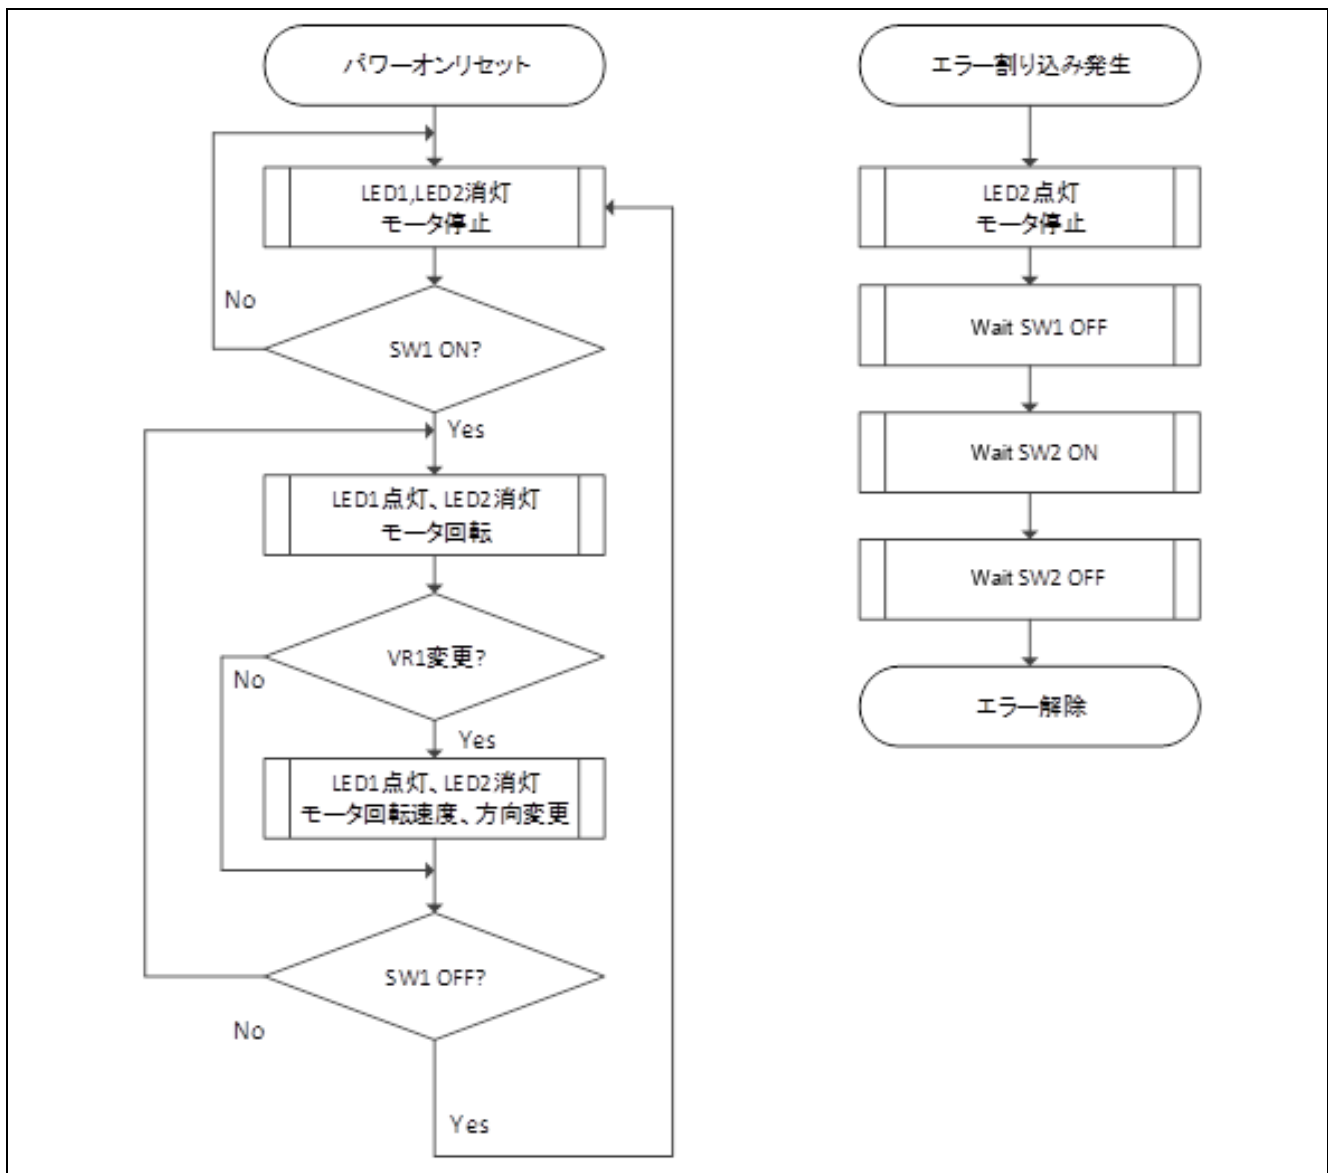 パワーオンリセット
LED1,LED2消灯
モータ停止
No
SW1 ON?
Yes
LED1点灯、LED2消灯
モータ回転
VR1変更?
No
Yes
LED1点灯、LED2消灯
モータ回転速度、方向変更
SW1 OFF?
No
Yes
エラー割り込み発生
LED2点灯
モータ停止
Wait SW1 OFF
Wait SW2 ON
Wait SW2 OFF
エラー解除